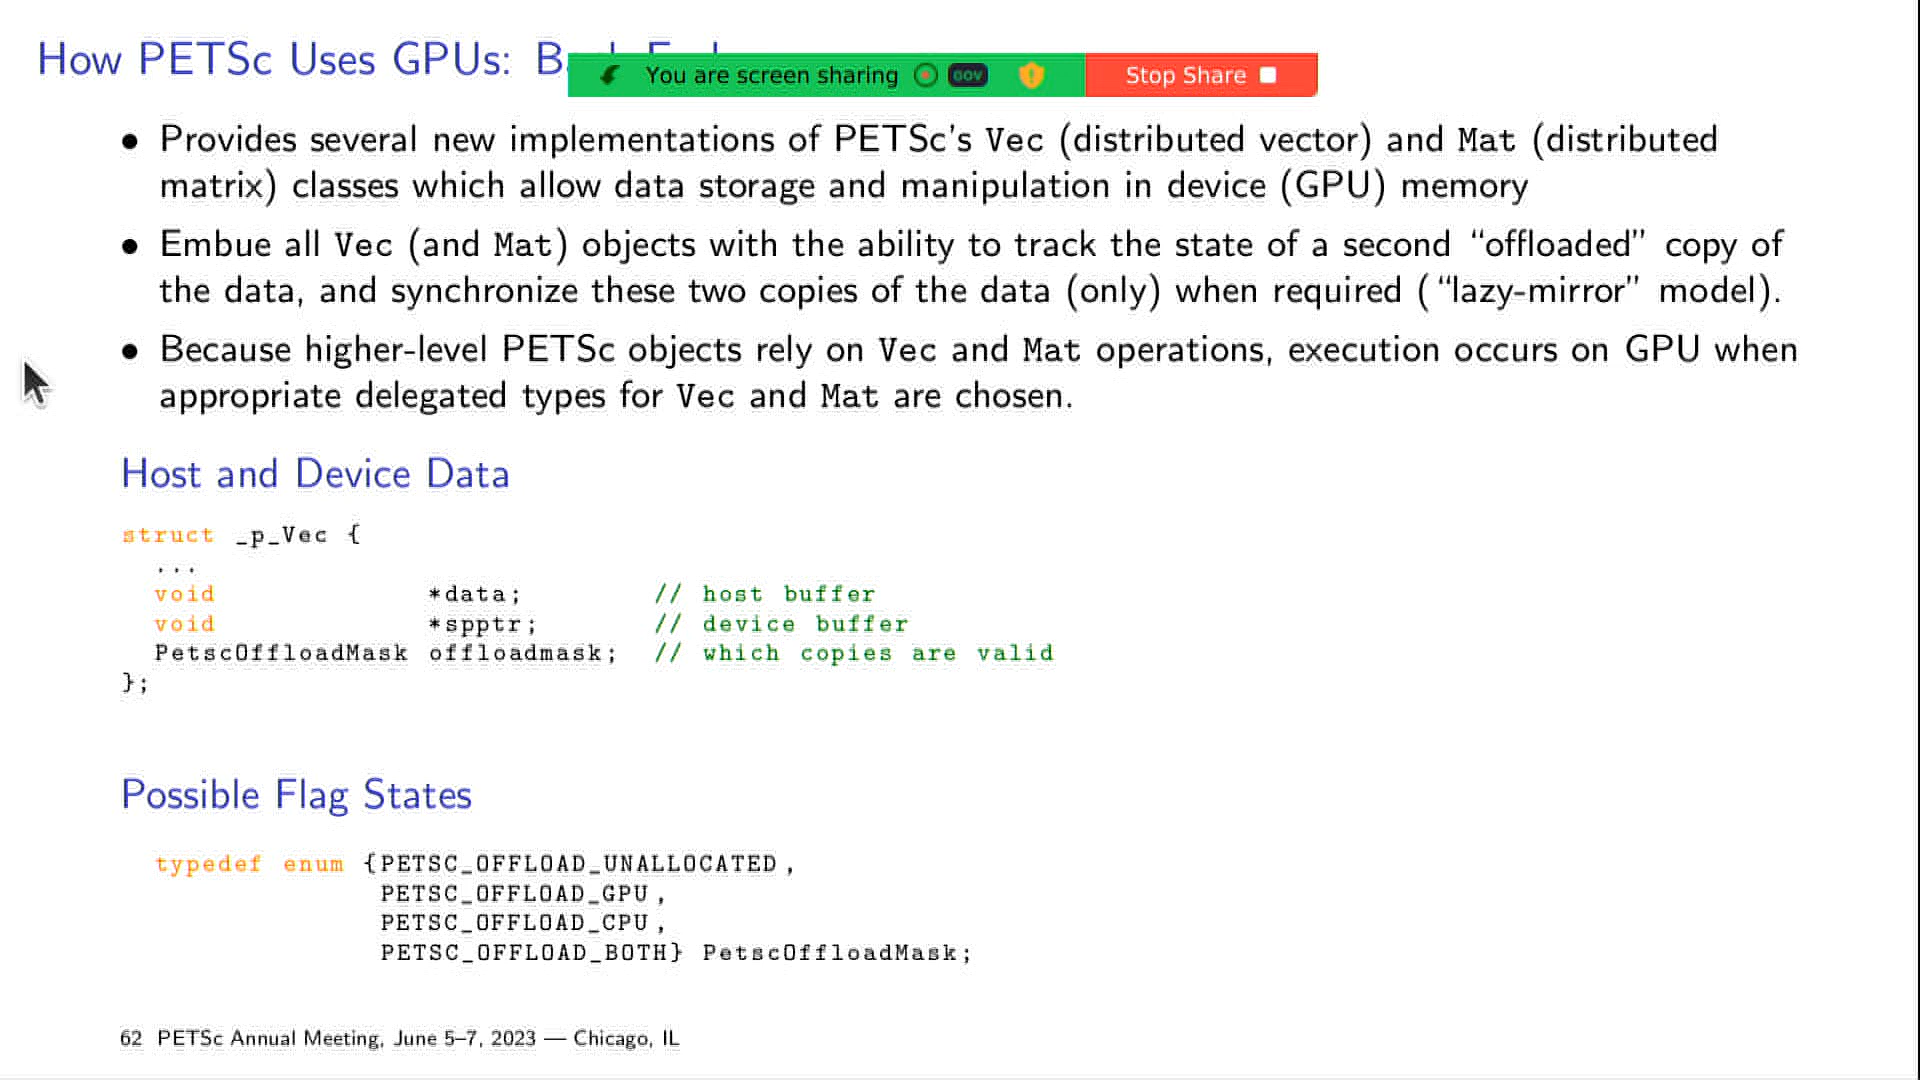 How PETSc Uses GPUs:
You are screen sharing GOV Stop Share
• Provides several new implementations of PETSc's Vec (distributed vector) and Mat (distributed
matrix) classes which allow data storage and manipulation in device (GPU) memory
• Embue all Vec (and Mat) objects with the ability to track the state of a second “offloaded” copy of
the data, and synchronize these two copies of the data (only) when required (“lazy-mirror” model).
• Because higher-level PETSc objects rely on Vec and Mat operations, execution occurs on GPU when
appropriate delegated types for Vec and Mat are chosen.
Host and Device Data
struct _p_Vec {
...
void *data; // host buffer
void *spptr; // device buffer
PetscOffloadMask offloadmask; // which copies are valid
};
Possible Flag States
typedef enum {PETSC_OFFLOAD_UNALLOCATED,
PETSC_OFFLOAD_GPU,
PETSC_OFFLOAD_CPU,
PETSC_OFFLOAD_BOTH} PetscOffloadMask;
62 PETSc Annual Meeting, June 5–7, 2023 — Chicago, IL